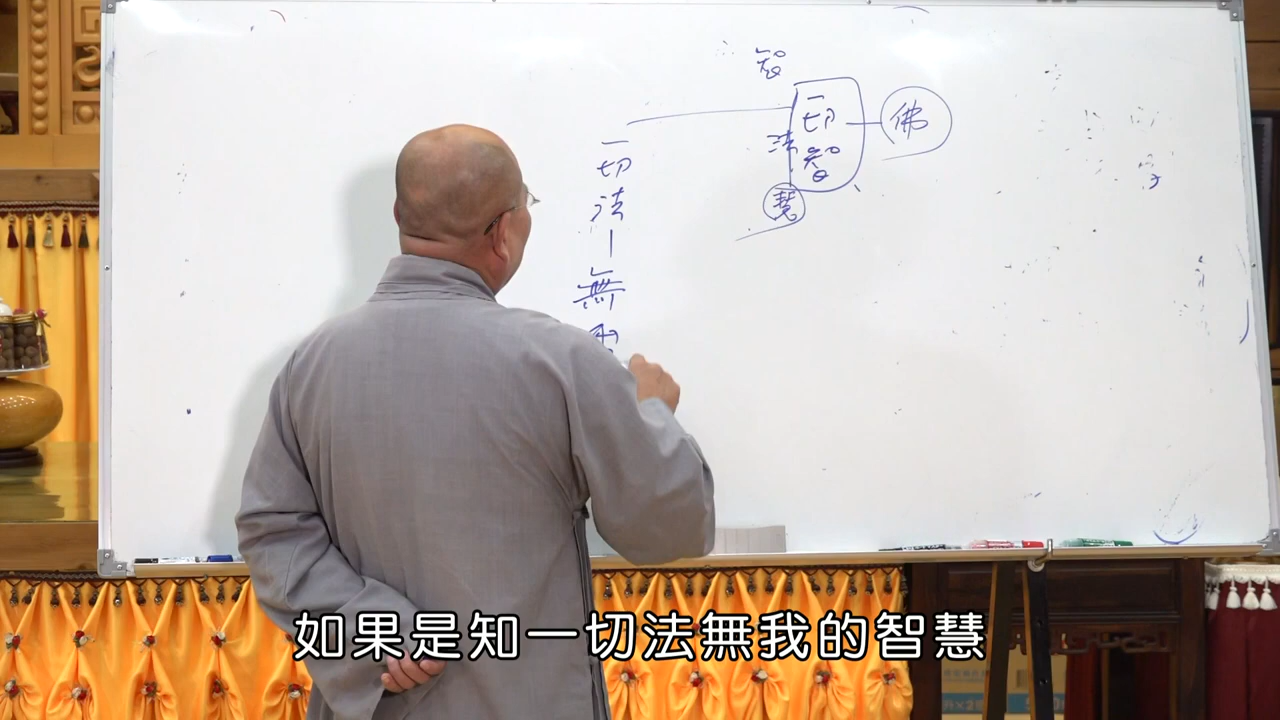 佛
智
一切智
法
慧
一切法－無
如果是知一切法無我的智慧